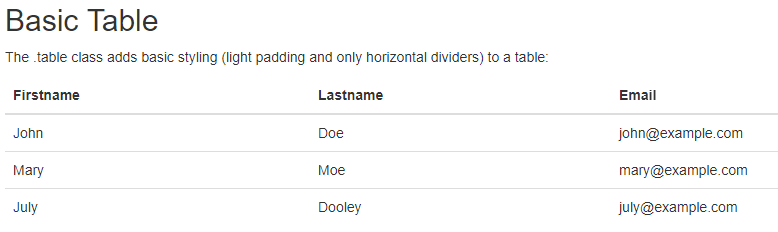 Basic Table
The .table class adds basic styling (light padding and only horizontal dividers) to a table:
Firstname Lastname Email
John Doe john@example.com
Mary Moe mary@example.com
July Dooley july@example.com